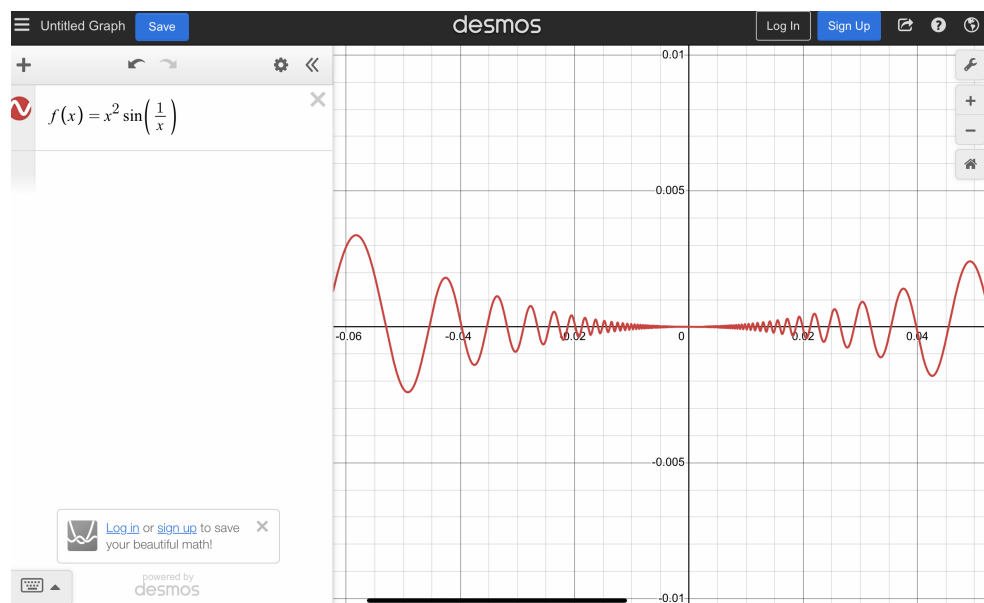 Untitled Graph Save desmos Log In Sign Up ?
f(x) = x² sin(1/x)
0.01
0.005
-0.06 -0.04 -0.02 0 0.02 0.04
-0.005
-0.01
Log in or sign up to save
your beautiful math!
powered by
desmos